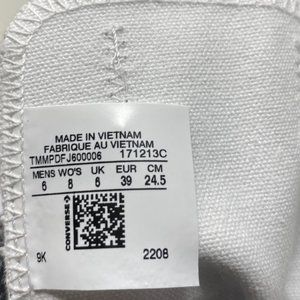 MADE IN VIETNAM
FABRIQUE AU VIETNAM
TMMPDFJ600006 171213C
MENS WO'S UK EUR CM
6 8 6 39 24.5
CONVERSE
9K 2208